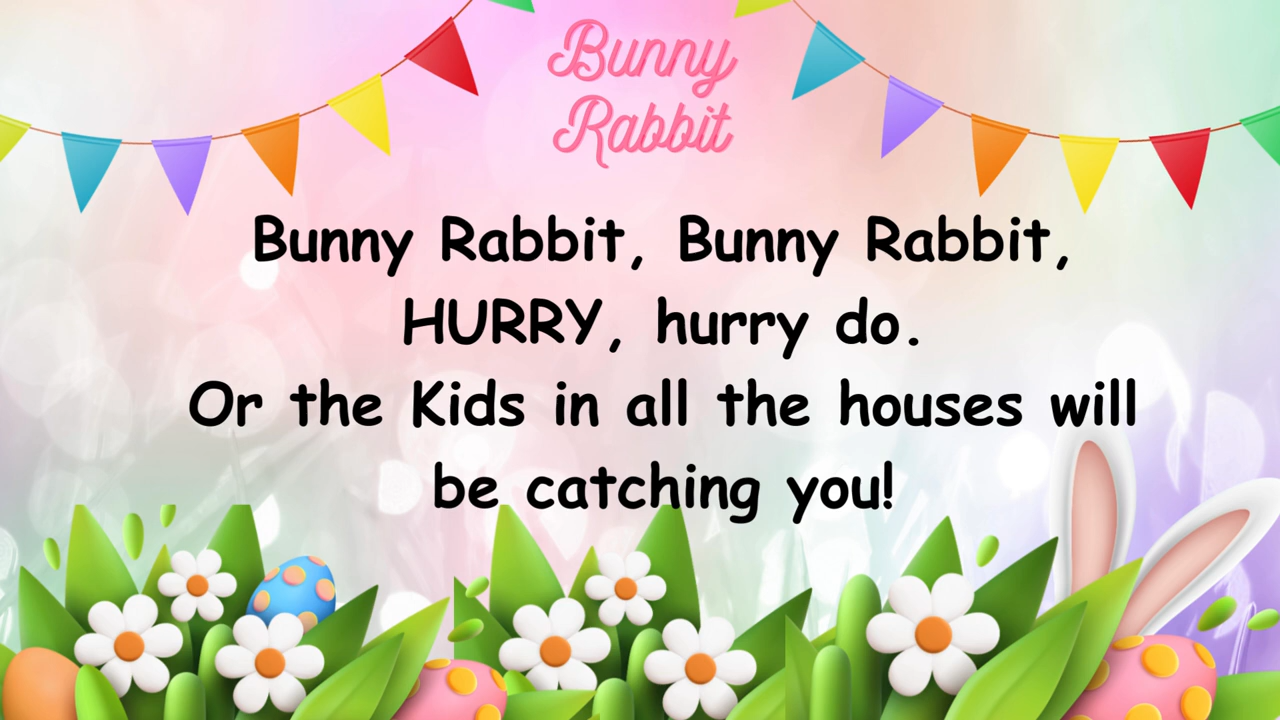 Bunny
Rabbit
Bunny Rabbit, Bunny Rabbit,
HURRY, hurry do.
Or the Kids in all the houses will
be catching you!